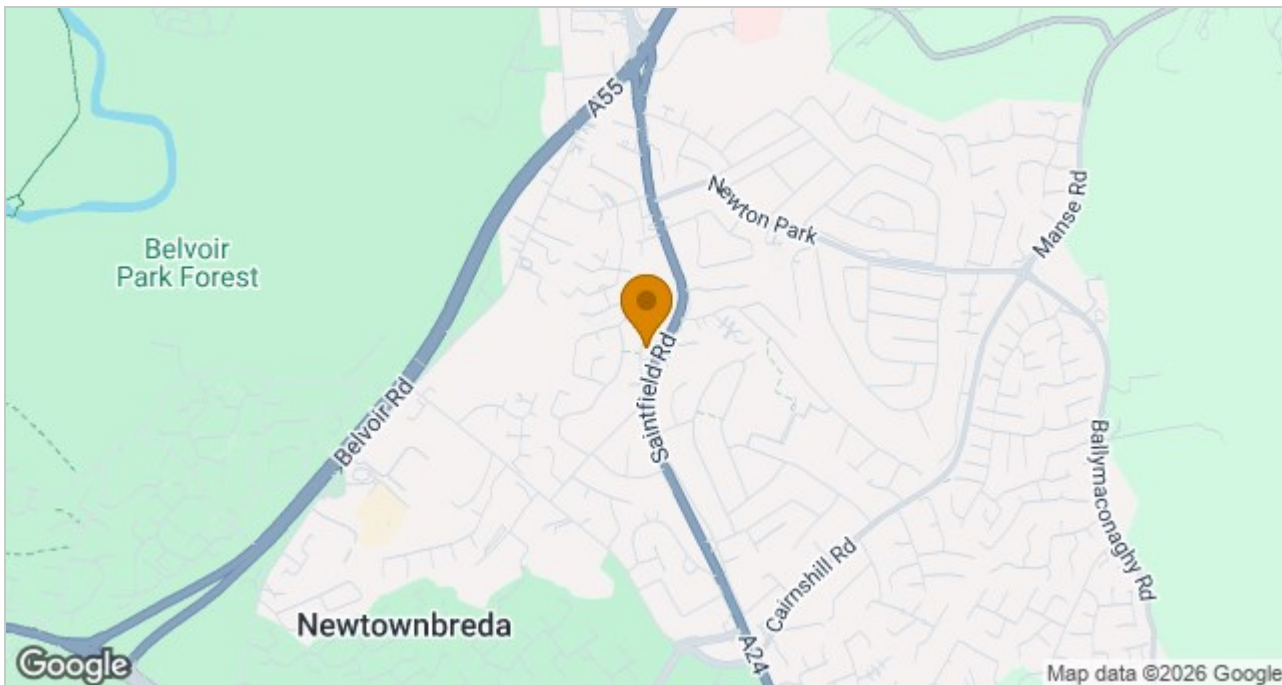 A55
Newton Park
Manse Rd
Belvoir
Park Forest
Saintfield Rd
Belvoir Rd
Ballymaconaghy Rd
Cairnshill Rd
Newtownbreda
A24
Google
Map data ©2026 Google